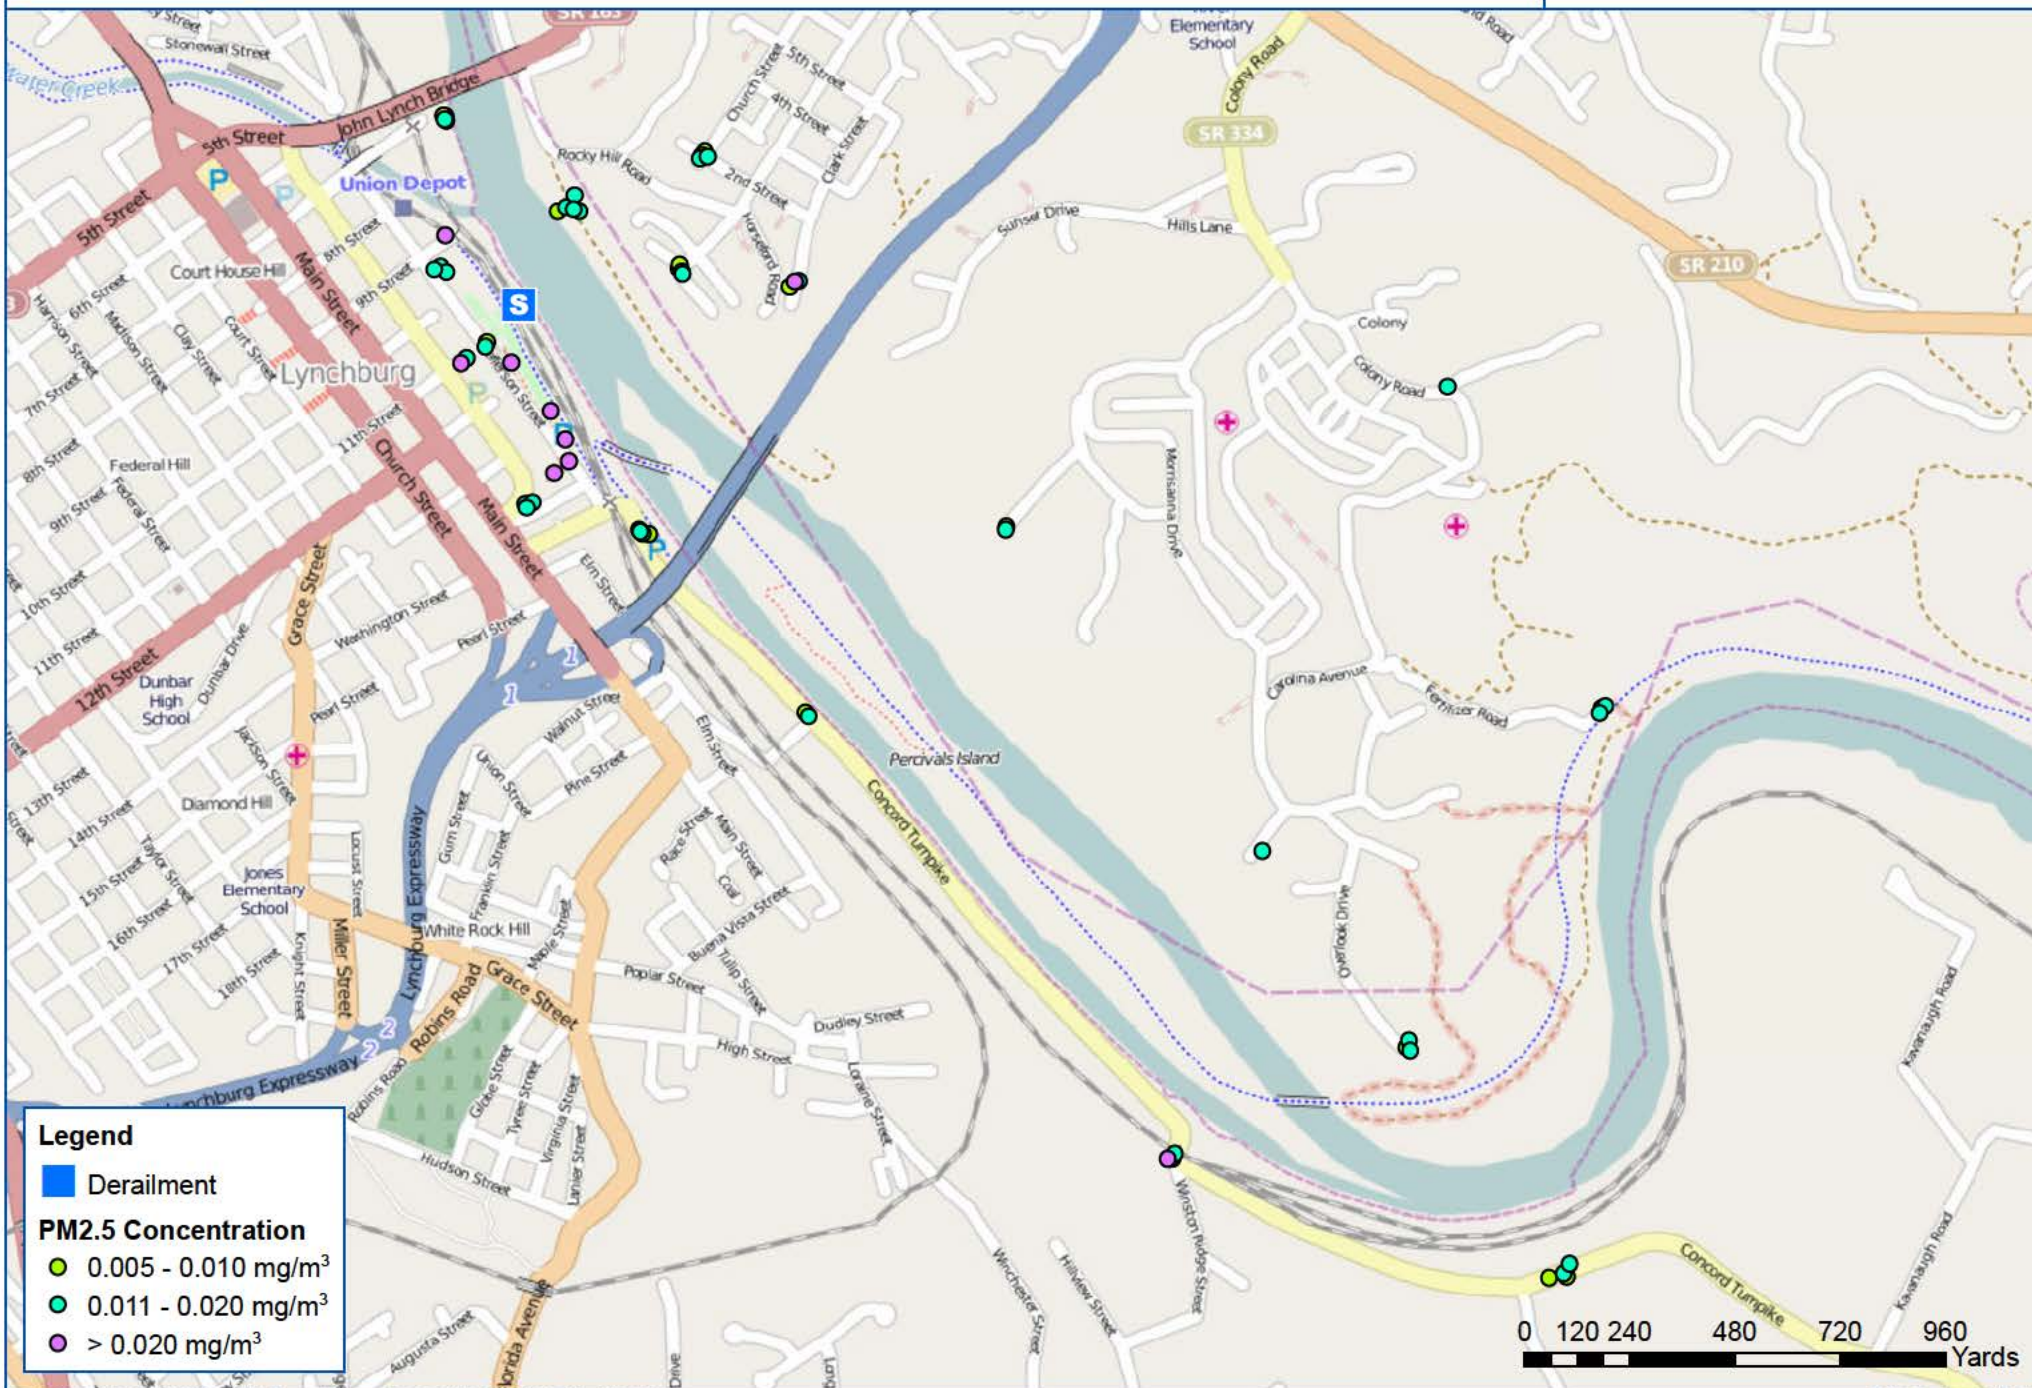 SR 163
Stonewall Street
Water Creek
John Lynch Bridge
5th Street
P
P
Union Depot
5th Street
8th Street
Main Street
Court House Hill
9th Street
6th Street
Harrison Street
Madison Street
Clay Street
Court Street
Lynchburg
7th Street
P
Jefferson Street
P
11th Street
Church Street
Federal Hill
8th Street
9th Street
Federal Street
Main Street
10th Street
Grace Street
Elm Street
P
11th Street
Washington Street
Pearl Street
12th Street
Dunbar Drive
Dunbar
High
School
Pearl Street
1
1
Walnut Street
Jackson Street
Union Street
Pine Street
Elm Street
13th Street
Diamond Hill
14th Street
Taylor Street
Locust Street
Gum Street
Franklin Street
Race Street
Main Street
Coal
15th Street
Jones
Elementary
School
16th Street
17th Street
18th Street
Knight Street
Miller Street
Lynchburg Expressway
White Rock Hill
Maple Street
Buena Vista Street
Tulip Street
Poplar Street
Robins Road
Grace Street
2
2
Dudley Street
High Street
Lynchburg Expressway
Robins Road
Globe Street
Tyree Street
Virginia Street
Lanier Street
Loraine Street
Hudson Street
Church Street
5th Street
4th Street
Clark Street
Rocky Hill Road
2nd Street
Horseford Road
S
Elementary
School
Colony Road
SR 334
Sunset Drive
Hills Lane
SR 210
Colony
Colony Road
Morrisanna Drive
Carolina Avenue
Fertilizer Road
Percivals Island
Concord Turnpike
Overlook Drive
Kavanaugh Road
Winston Ridge Street
Winchester Street
Hillview Street
Concord Turnpike
Kavanaugh Road
Augusta Street
Florida Avenue
Drive
Legend
Derailment
PM2.5 Concentration
0.005 - 0.010 mg/m³
0.011 - 0.020 mg/m³
> 0.020 mg/m³
0 120 240 480 720 960
Yards